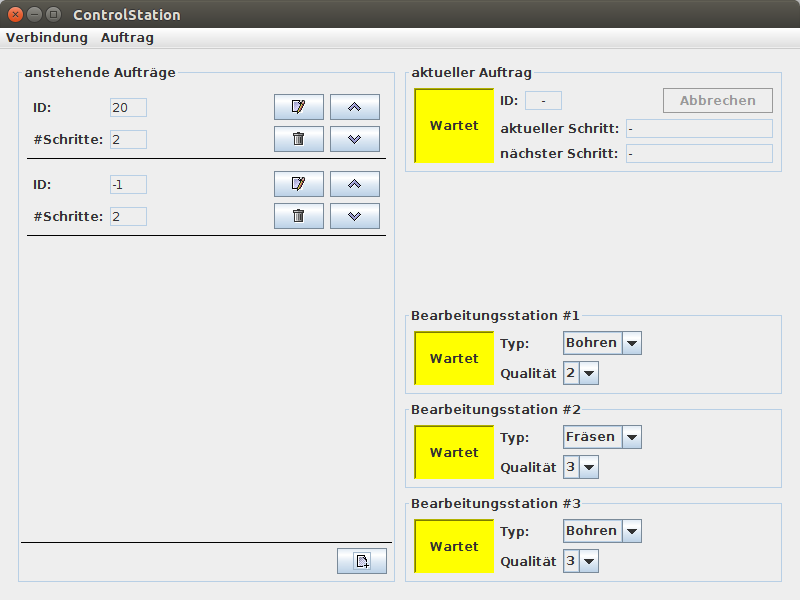 ControlStation
Verbindung Auftrag
anstehende Aufträge
ID: 20
#Schritte: 2
ID: -1
#Schritte: 2
aktueller Auftrag
Wartet
ID: -
Abbrechen
aktueller Schritt: -
nächster Schritt: -
Bearbeitungsstation #1
Wartet
Typ: Bohren
Qualität 2
Bearbeitungsstation #2
Wartet
Typ: Fräsen
Qualität 3
Bearbeitungsstation #3
Wartet
Typ: Bohren
Qualität 3